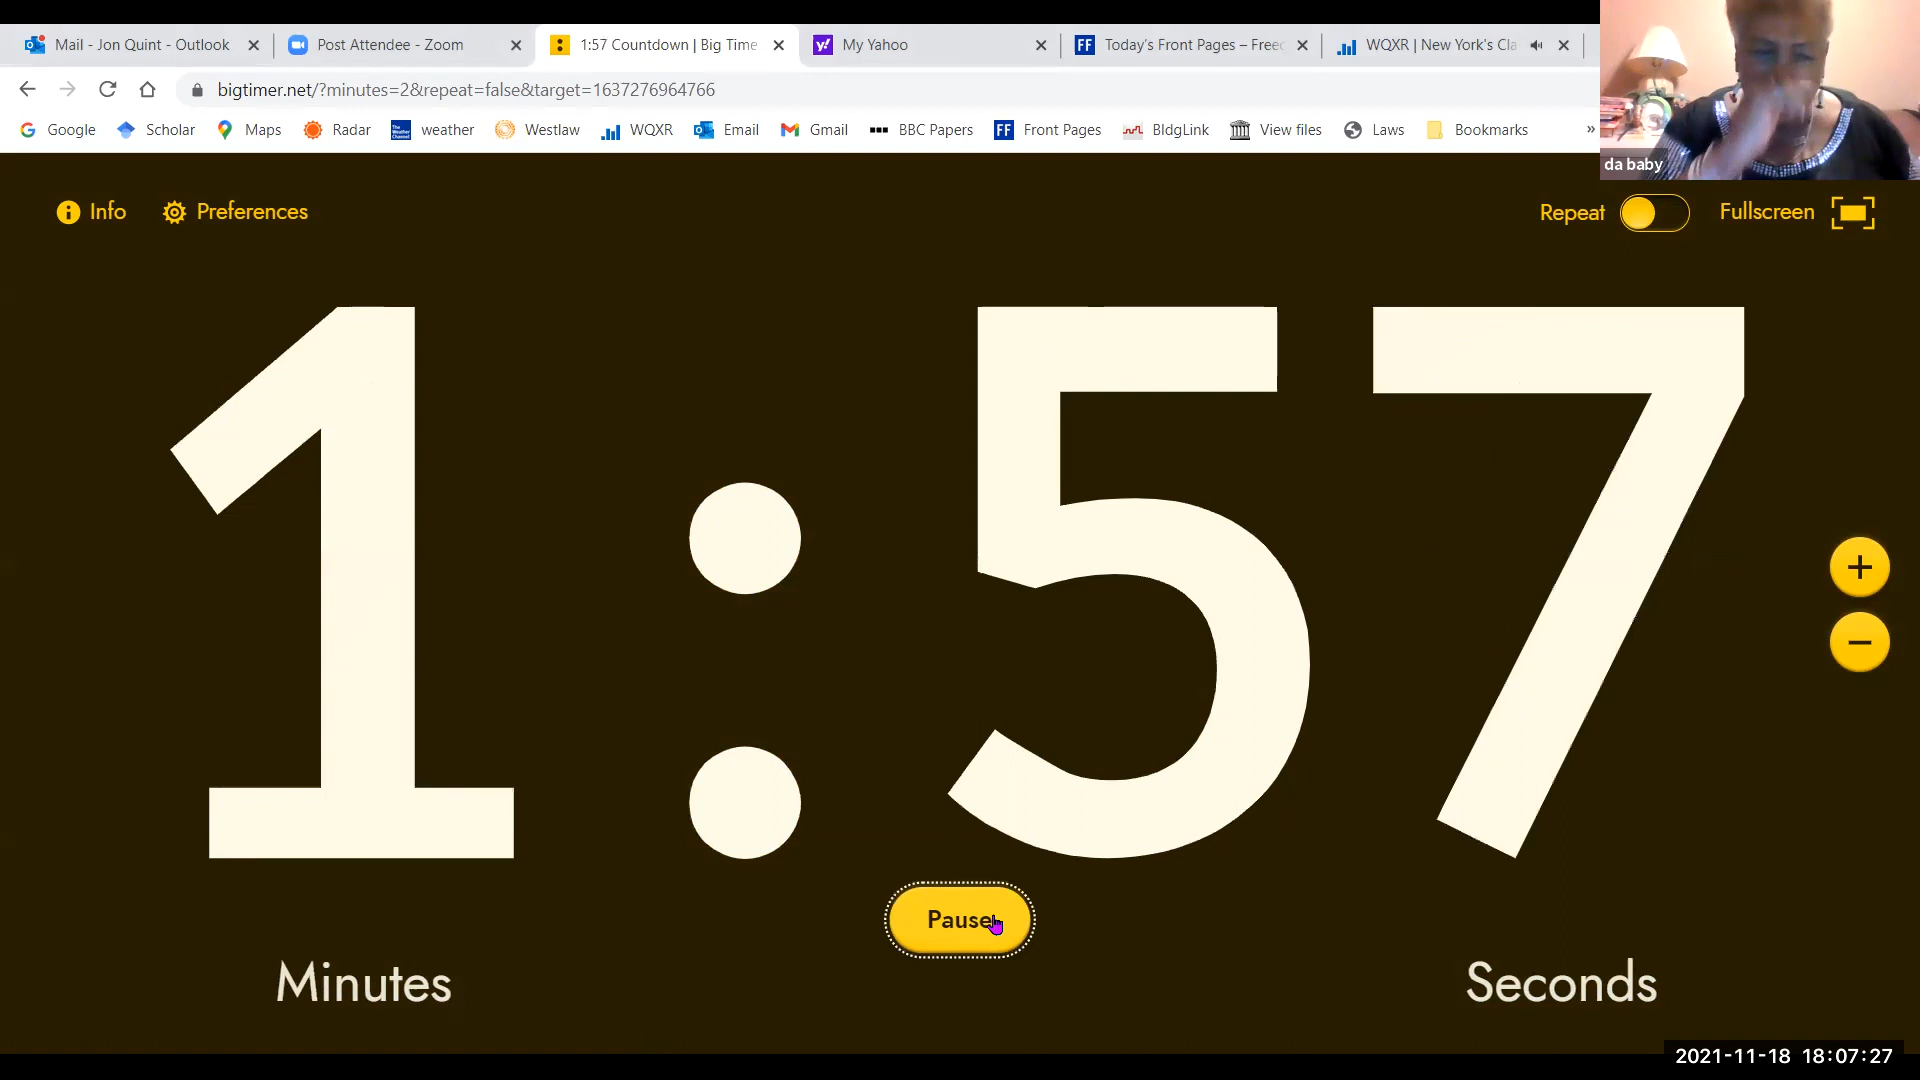 Mail - Jon Quint - Outlook
Post Attendee - Zoom
1:57 Countdown | Big Time
My Yahoo
Today's Front Pages – Freed
WQXR | New York's Cla
bigtimer.net/?minutes=2&repeat=false&target=1637276964766
Google
Scholar
Maps
Radar
weather
Westlaw
WQXR
Email
Gmail
BBC Papers
FF Front Pages
BldgLink
View files
Laws
Bookmarks
»
da baby
Info
Preferences
Repeat
Fullscreen
1:57
+
−
Pause
Minutes
Seconds
2021-11-18 18:07:27